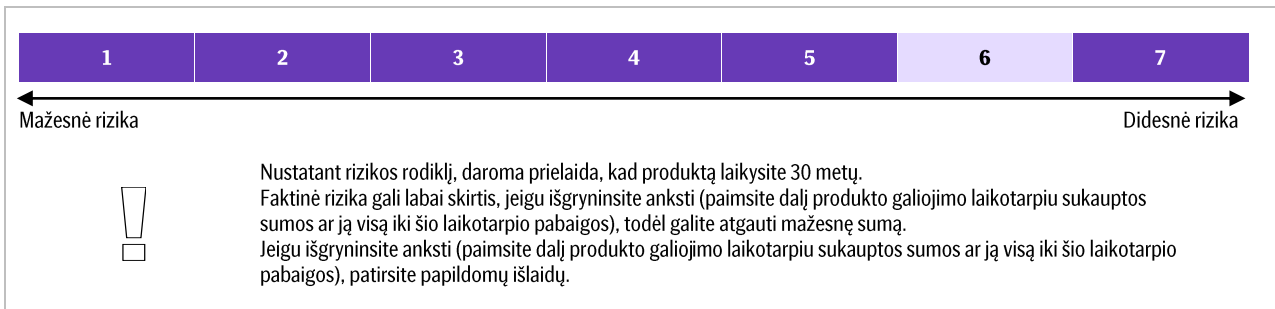 1 2 3 4 5 6 7
Mažesnė rizika Didesnė rizika
Nustatant rizikos rodiklį, daroma prielaida, kad produktą laikysite 30 metų.
Faktinė rizika gali labai skirtis, jeigu išgryninsite anksti (paimsite dalį produkto galiojimo laikotarpiu sukauptos
sumos ar ją visą iki šio laikotarpio pabaigos), todėl galite atgauti mažesnę sumą.
Jeigu išgryninsite anksti (paimsite dalį produkto galiojimo laikotarpiu sukauptos sumos ar ją visą iki šio laikotarpio
pabaigos), patirsite papildomų išlaidų.